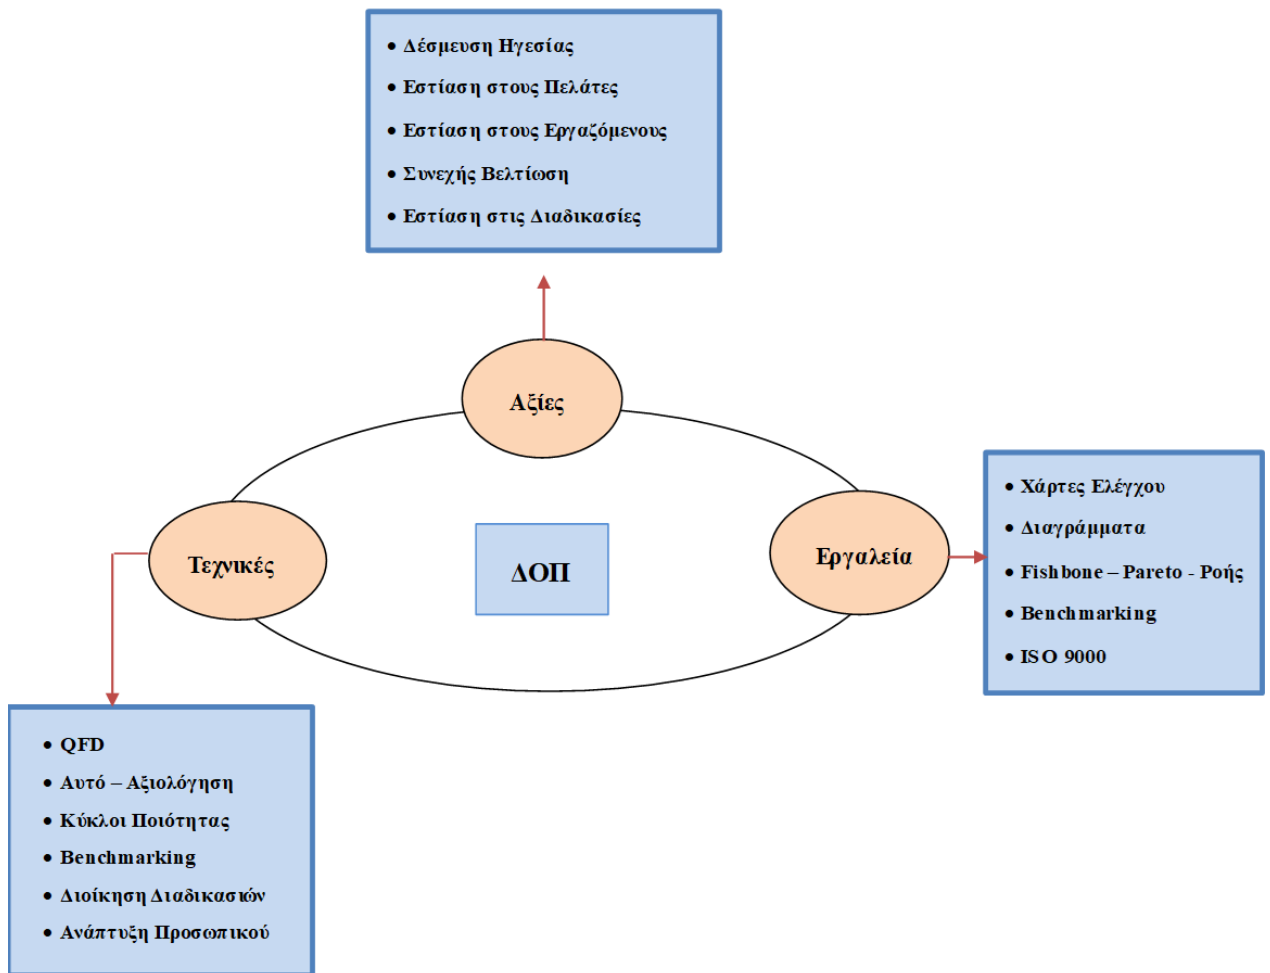 • Δέσμευση Ηγεσίας
• Εστίαση στους Πελάτες
• Εστίαση στους Εργαζόμενους
• Συνεχής Βελτίωση
• Εστίαση στις Διαδικασίες
Αξίες
Τεχνικές
ΔΟΠ
Εργαλεία
• Χάρτες Ελέγχου
• Διαγράμματα
• Fishbone – Pareto - Ροής
• Benchmarking
• ISO 9000
• QFD
• Αυτό – Αξιολόγηση
• Κύκλοι Ποιότητας
• Benchmarking
• Διοίκηση Διαδικασιών
• Ανάπτυξη Προσωπικού